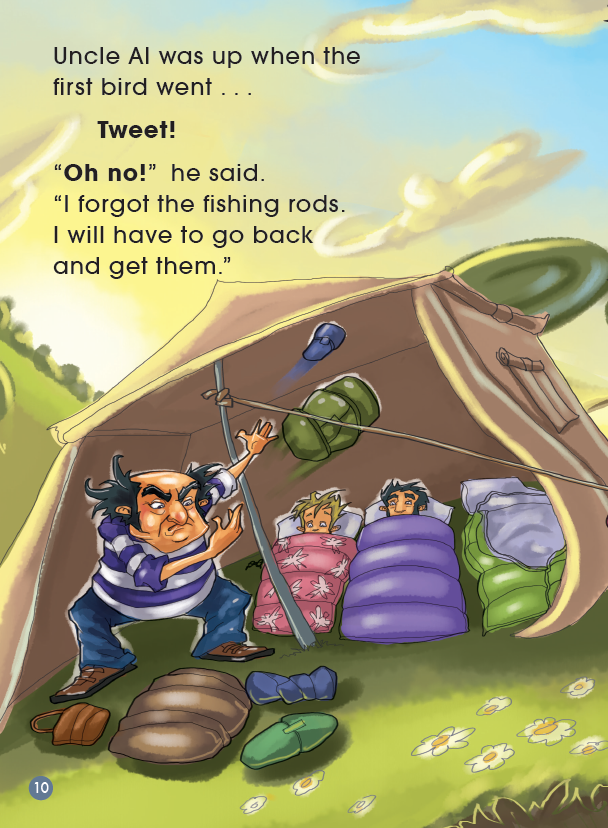 Uncle Al was up when the
first bird went . . .
Tweet!
“Oh no!” he said.
“I forgot the fishing rods.
I will have to go back
and get them.”
10